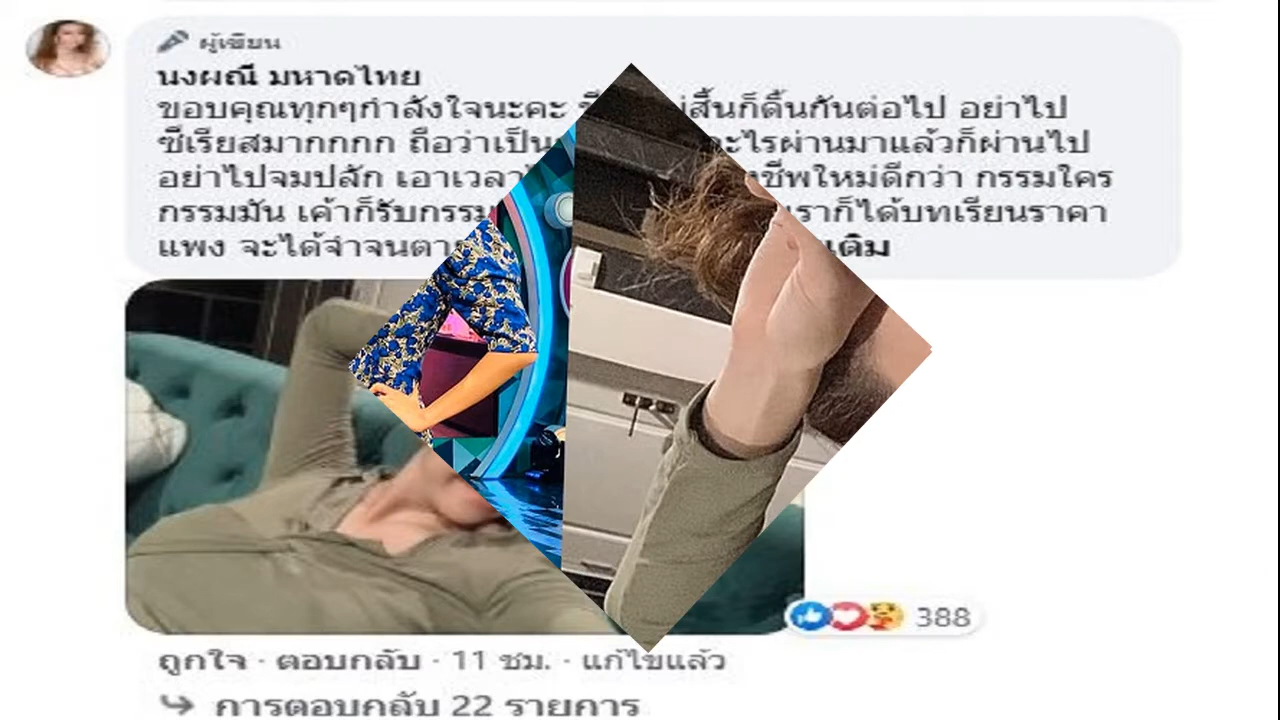 ผู้เขียน
นงผณี มหาดไทย
ขอบคุณทุกๆกำลังใจนะคะ สิ้นก็ดิ้นกันต่อไป อย่าไป
ซีเรียสมากกกก ถือว่าเป็น อะไรผ่านมาแล้วก็ผ่านไป
อย่าไปจมปลัก เอาเวลา ชีพใหม่ดีกว่า กรรมใคร
กรรมมัน เค้าก็รับกรรม เราก็ได้บทเรียนราคา
แพง จะได้จำจนตาย เดิม
388
ถูกใจ · ตอบกลับ · 11 ชม. · แก้ไขแล้ว
การตอบกลับ 22 รายการ